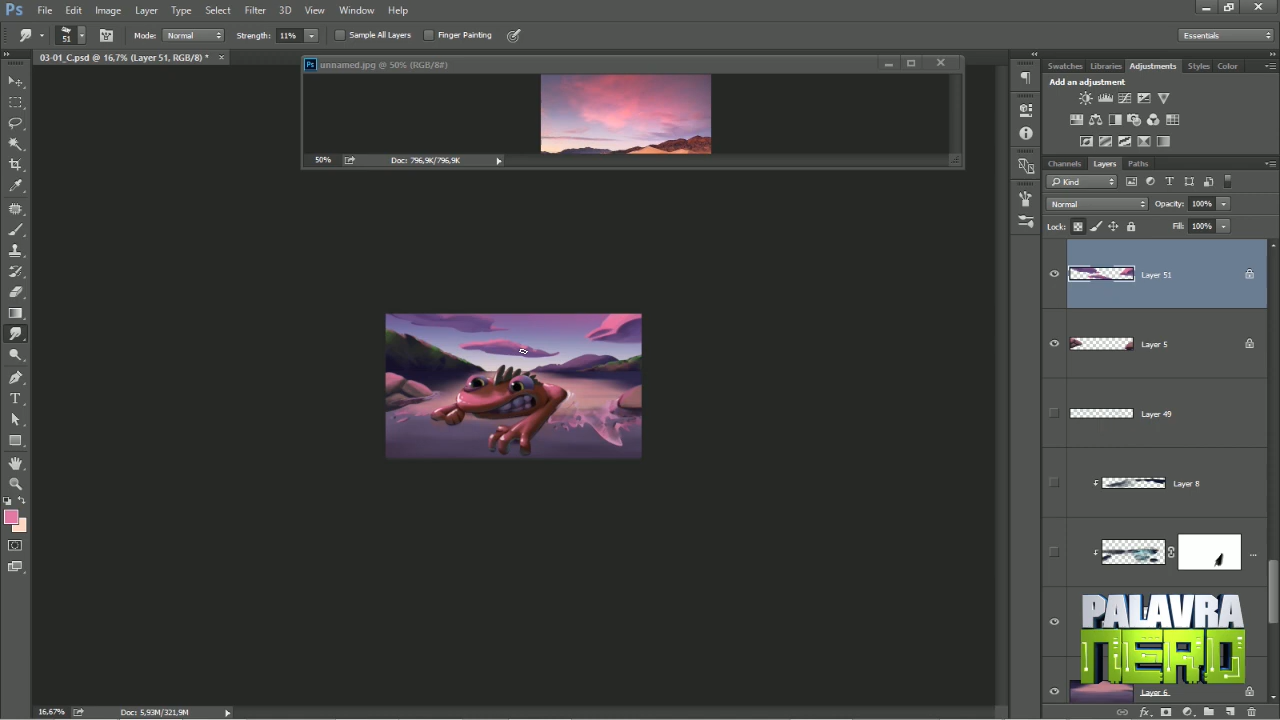 Ps File Edit Image Layer Type Select Filter 3D View Window Help
51 Mode: Normal Strength: 11% Sample All Layers Finger Painting Essentials
03-01_C.psd @ 16,7% (Layer 51, RGB/8) *
Ps unnamed.jpg @ 50% (RGB/8#)
50% Doc: 796,9K/796,9K
Swatches Libraries Adjustments Styles Color
Add an adjustment
Channels Layers Paths
Kind
Normal Opacity: 100%
Lock: Fill: 100%
Layer 51
Layer 5
Layer 49
Layer 8
...
PALAVRA
NERD
Layer 6
16,67% Doc: 5,93M/321,9M